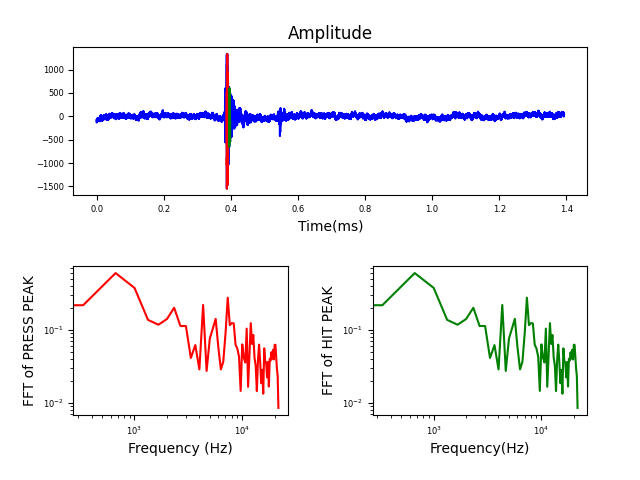 Amplitude
1000
500
0
−500
−1000
−1500
0.0 0.2 0.4 0.6 0.8 1.0 1.2 1.4
Time(ms)
FFT of PRESS PEAK
10⁻¹
10⁻²
10³ 10⁴
Frequency (Hz)
FFT of HIT PEAK
10⁻¹
10⁻²
10³ 10⁴
Frequency(Hz)